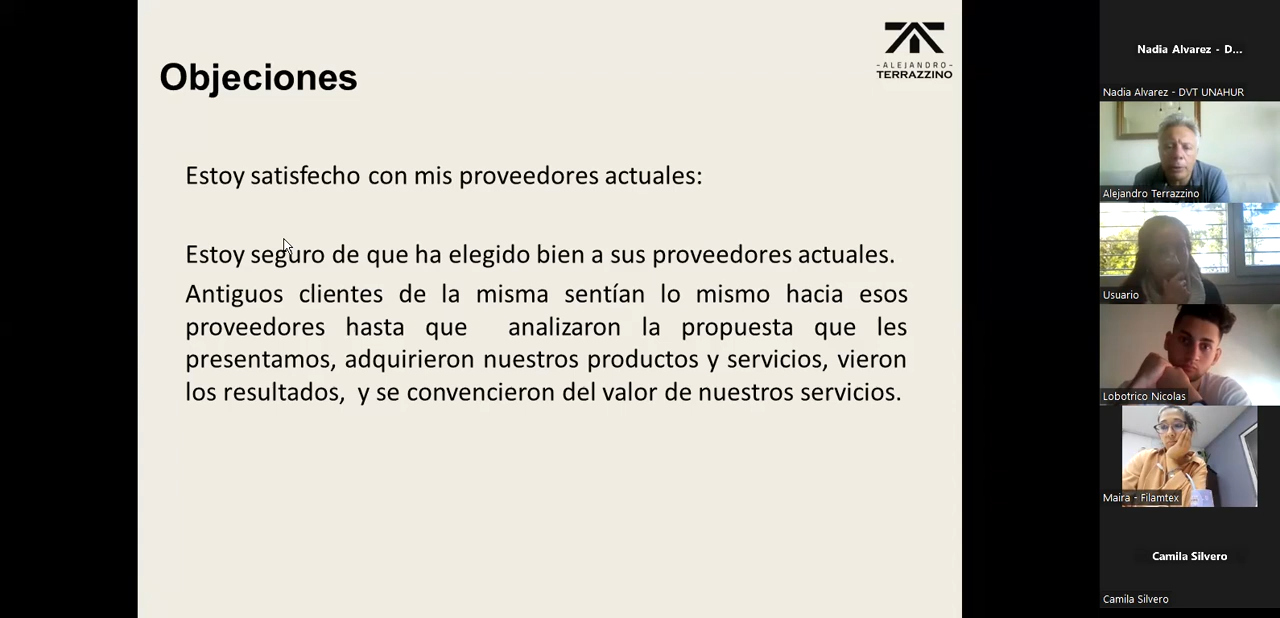 Objeciones
-ALEJANDRO-
TERRAZZINO
Estoy satisfecho con mis proveedores actuales:
Estoy seguro de que ha elegido bien a sus proveedores actuales.
Antiguos clientes de la misma sentían lo mismo hacia esos
proveedores hasta que analizaron la propuesta que les
presentamos, adquirieron nuestros productos y servicios, vieron
los resultados, y se convencieron del valor de nuestros servicios.
Nadia Alvarez - D...
Nadia Alvarez - DVT UNAHUR
Alejandro Terrazzino
Usuario
Lobotrico Nicolas
Maira - Filamtex
Camila Silvero
Camila Silvero